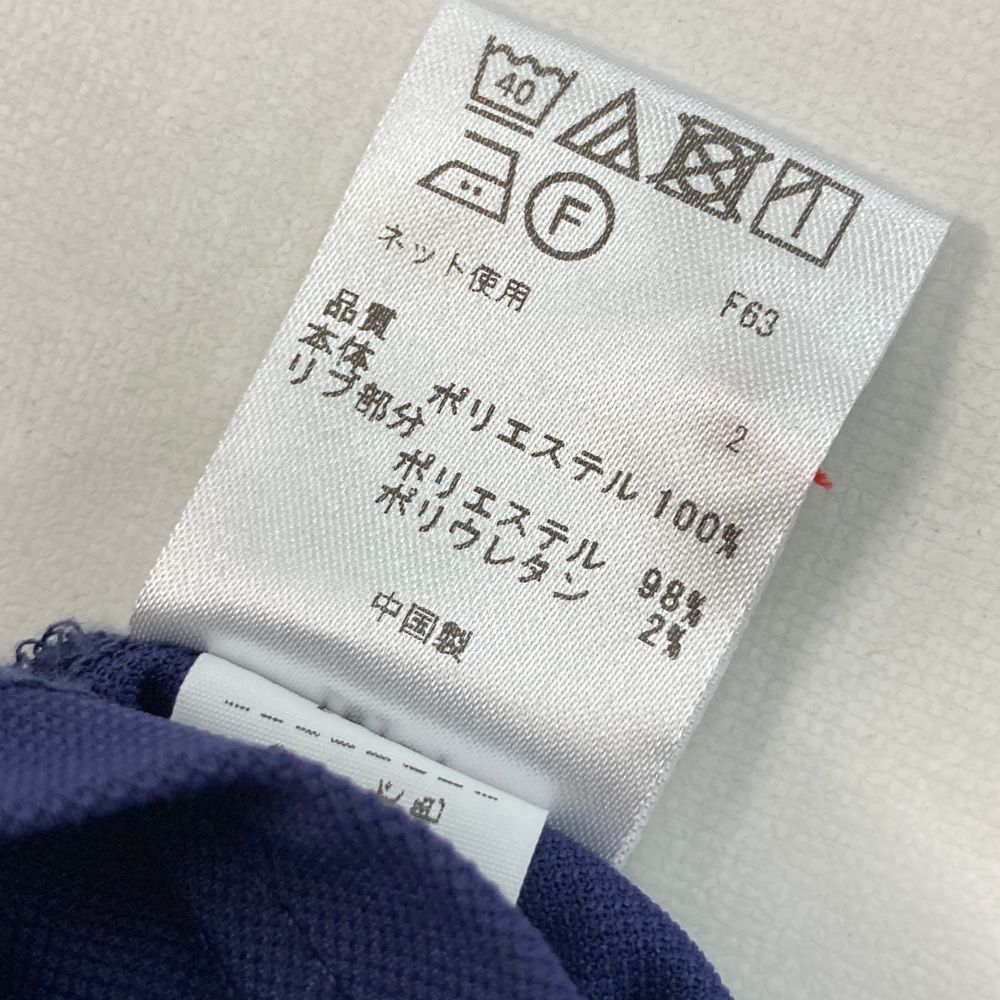 40
F
ネット使用 F63
品質
本体 ポリエステル 100%
リブ部分 2
ポリエステル 98%
ポリウレタン 2%
中国製